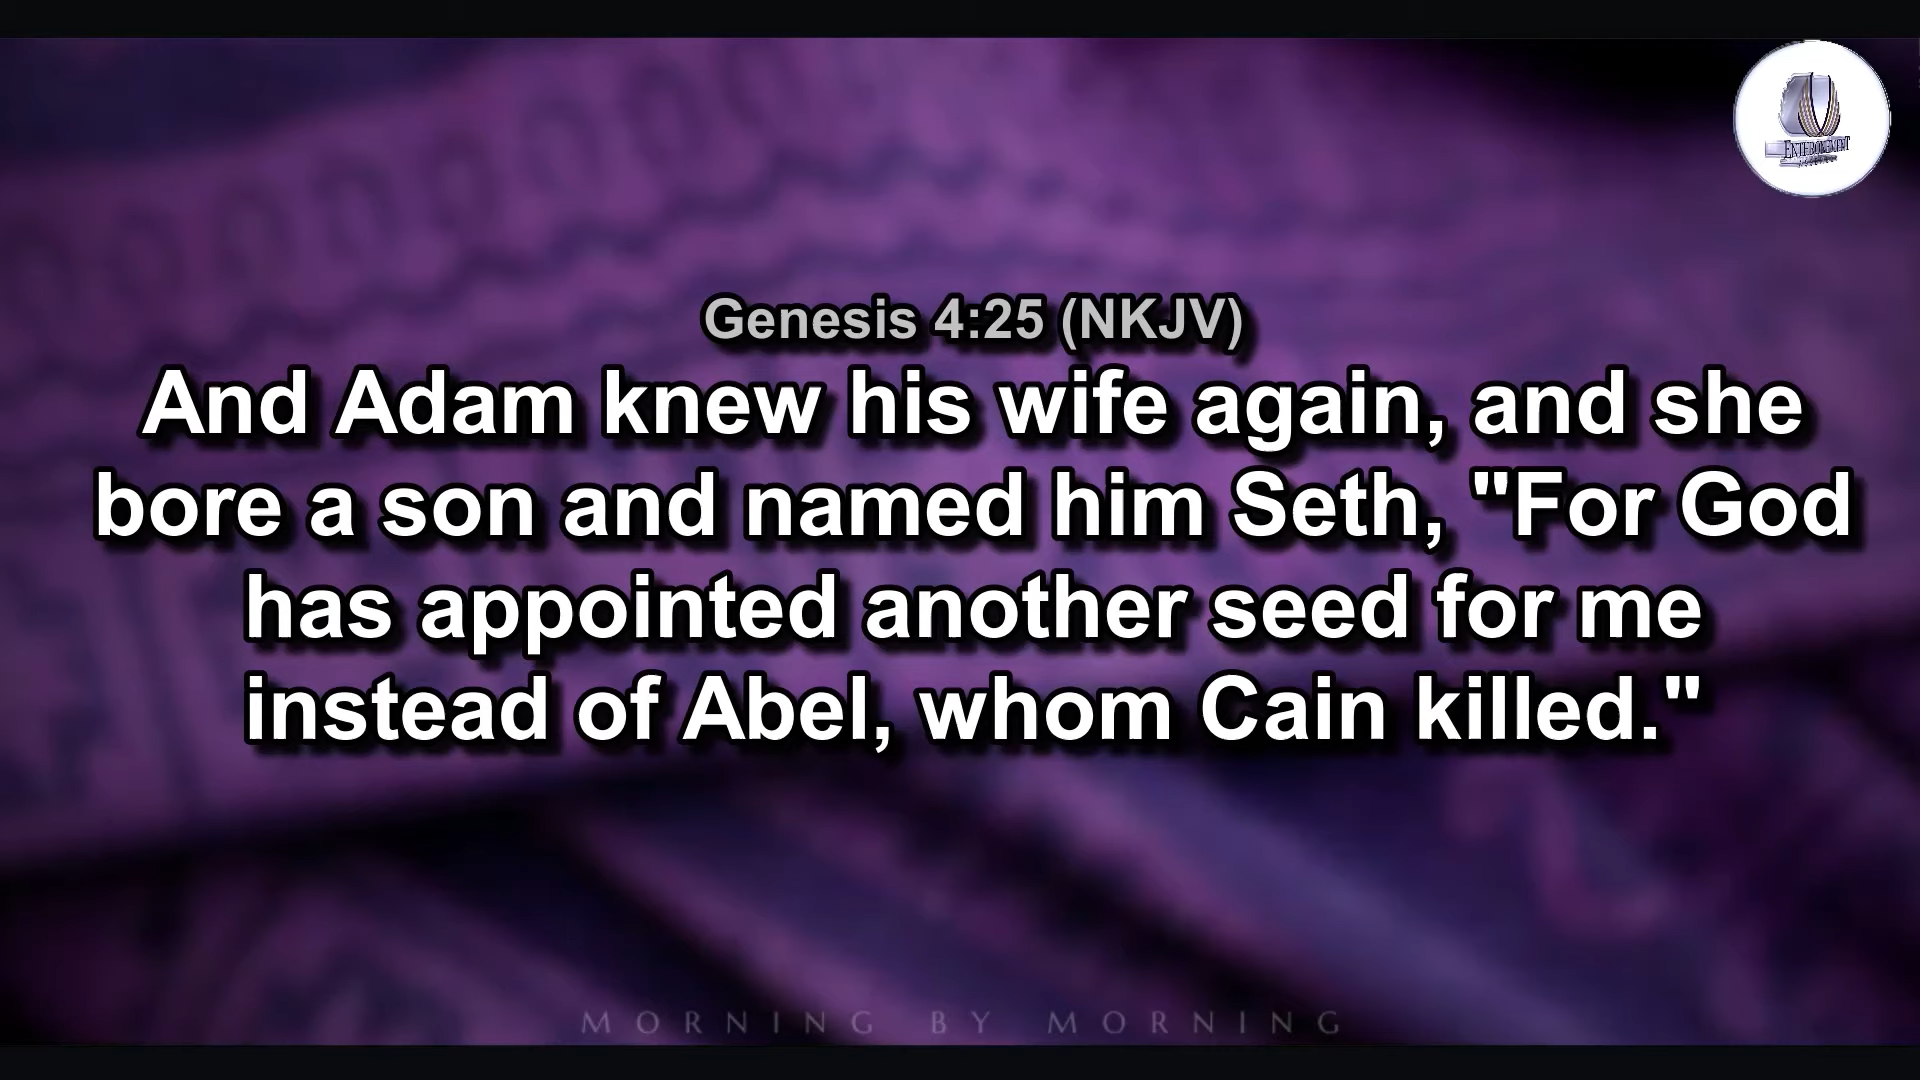 Genesis 4:25 (NKJV)
And Adam knew his wife again, and she
bore a son and named him Seth, "For God
has appointed another seed for me
instead of Abel, whom Cain killed."
MORNING BY MORNING